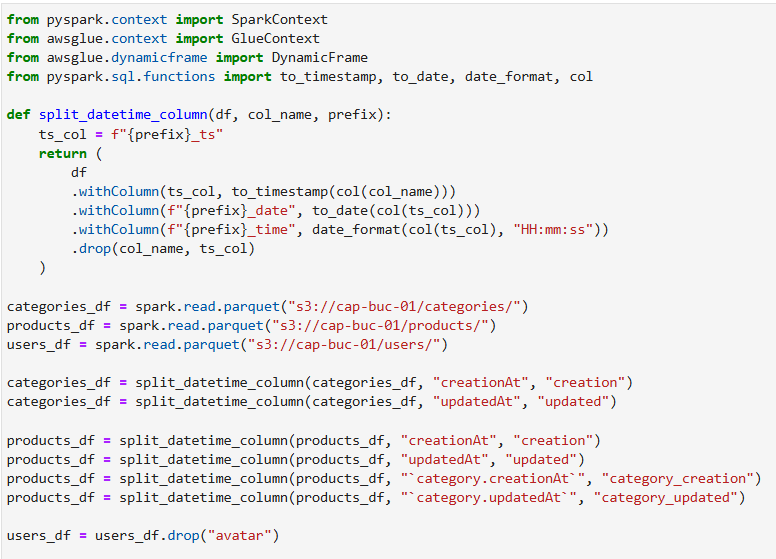 from pyspark.context import SparkContext
from awsglue.context import GlueContext
from awsglue.dynamicframe import DynamicFrame
from pyspark.sql.functions import to_timestamp, to_date, date_format, col

def split_datetime_column(df, col_name, prefix):
    ts_col = f"{prefix}_ts"
    return (
        df
        .withColumn(ts_col, to_timestamp(col(col_name)))
        .withColumn(f"{prefix}_date", to_date(col(ts_col)))
        .withColumn(f"{prefix}_time", date_format(col(ts_col), "HH:mm:ss"))
        .drop(col_name, ts_col)
    )

categories_df = spark.read.parquet("s3://cap-buc-01/categories/")
products_df = spark.read.parquet("s3://cap-buc-01/products/")
users_df = spark.read.parquet("s3://cap-buc-01/users/")

categories_df = split_datetime_column(categories_df, "creationAt", "creation")
categories_df = split_datetime_column(categories_df, "updatedAt", "updated")

products_df = split_datetime_column(products_df, "creationAt", "creation")
products_df = split_datetime_column(products_df, "updatedAt", "updated")
products_df = split_datetime_column(products_df, "`category.creationAt`", "category_creation")
products_df = split_datetime_column(products_df, "`category.updatedAt`", "category_updated")

users_df = users_df.drop("avatar")